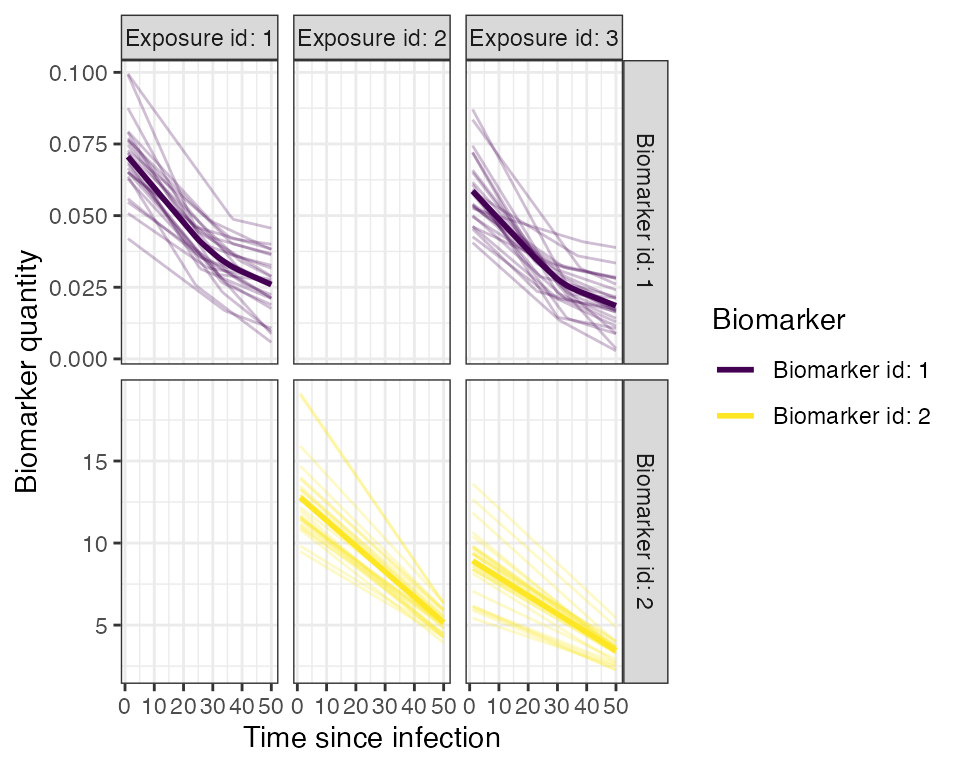 Exposure id: 1
Exposure id: 2
Exposure id: 3
0.100
0.075
0.050
0.025
0.000
Biomarker id: 1
15
10
5
Biomarker id: 2
Biomarker quantity
0 10 20 30 40 50
0 10 20 30 40 50
0 10 20 30 40 50
Time since infection
Biomarker
Biomarker id: 1
Biomarker id: 2